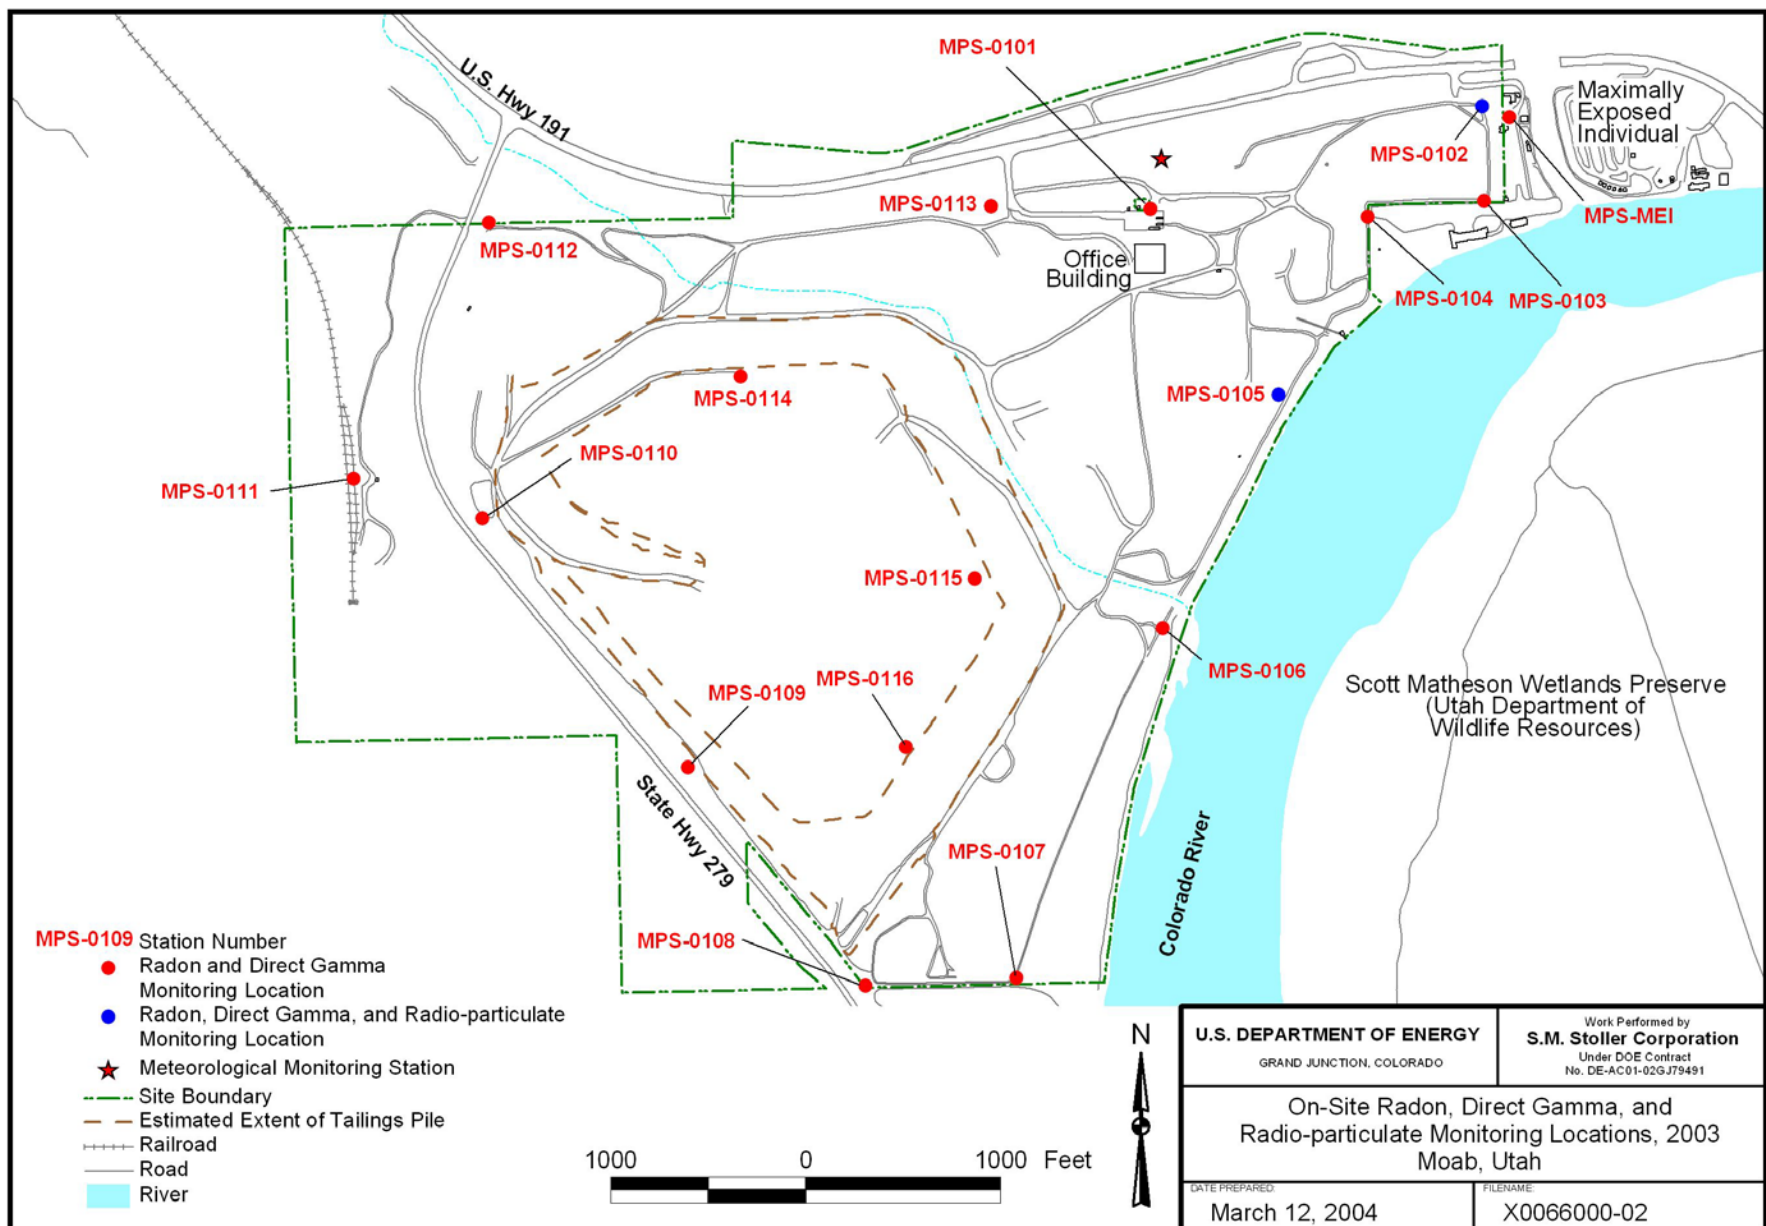 MPS-0101
U.S. Hwy 191
Maximally
Exposed
Individual
MPS-0102
MPS-0113
MPS-MEI
MPS-0112
Office
Building
MPS-0104
MPS-0103
MPS-0114
MPS-0105
MPS-0110
MPS-0111
MPS-0115
MPS-0106
MPS-0116
MPS-0109
Scott Matheson Wetlands Preserve
(Utah Department of
Wildlife Resources)
State Hwy 279
MPS-0107
Colorado River
MPS-0108
MPS-0109 Station Number
Radon and Direct Gamma
Monitoring Location
Radon, Direct Gamma, and Radio-particulate
Monitoring Location
Meteorological Monitoring Station
Site Boundary
Estimated Extent of Tailings Pile
Railroad
Road
River
1000 0 1000 Feet
N
U.S. DEPARTMENT OF ENERGY
GRAND JUNCTION, COLORADO
Work Performed by
S.M. Stoller Corporation
Under DOE Contract
No. DE-AC01-02GJ79491
On-Site Radon, Direct Gamma, and
Radio-particulate Monitoring Locations, 2003
Moab, Utah
DATE PREPARED:
March 12, 2004
FILENAME:
X0066000-02